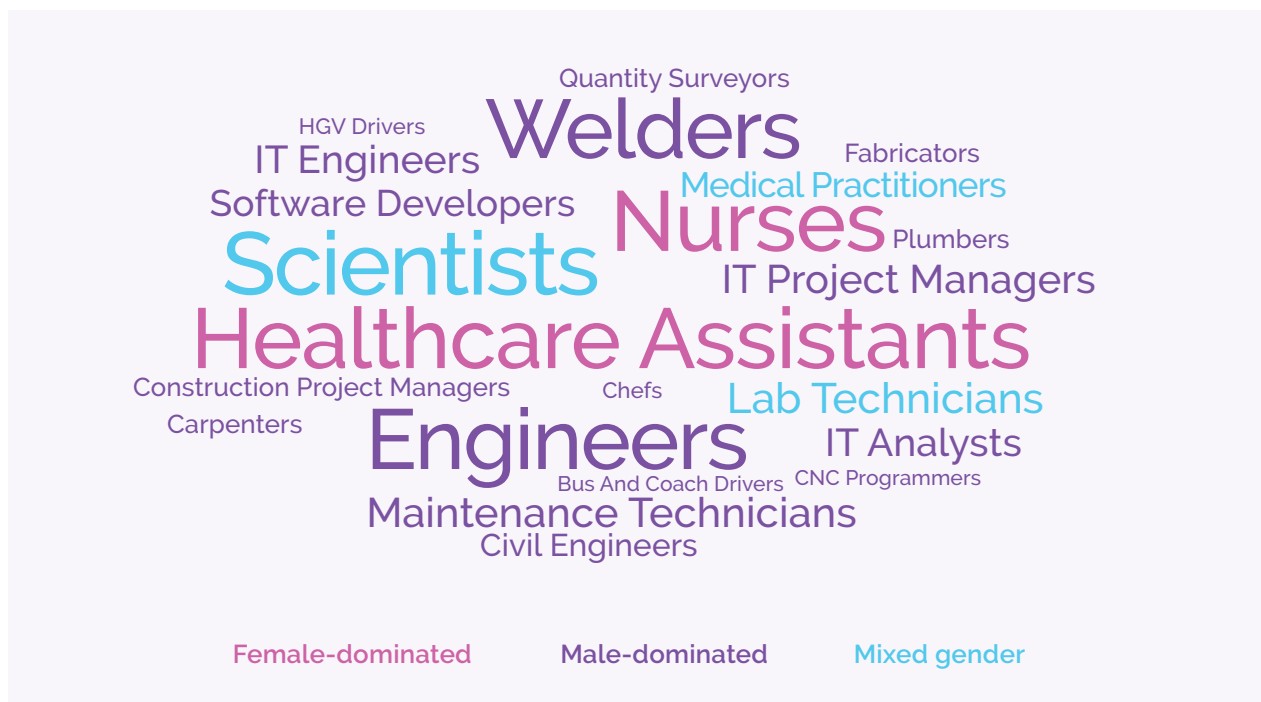 Quantity Surveyors
Welders
HGV Drivers
IT Engineers
Fabricators
Medical Practitioners
Software Developers
Nurses
Plumbers
Scientists
IT Project Managers
Healthcare Assistants
Construction Project Managers
Chefs
Lab Technicians
Carpenters
Engineers
IT Analysts
Bus And Coach Drivers
CNC Programmers
Maintenance Technicians
Civil Engineers
Female-dominated
Male-dominated
Mixed gender